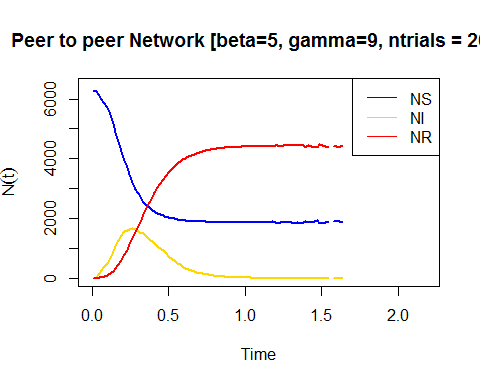 Peer to peer Network [beta=5, gamma=9, ntrials =
NS
NI
NR
N(t)
6000
4000
2000
0
0.0 0.5 1.0 1.5 2.0
Time